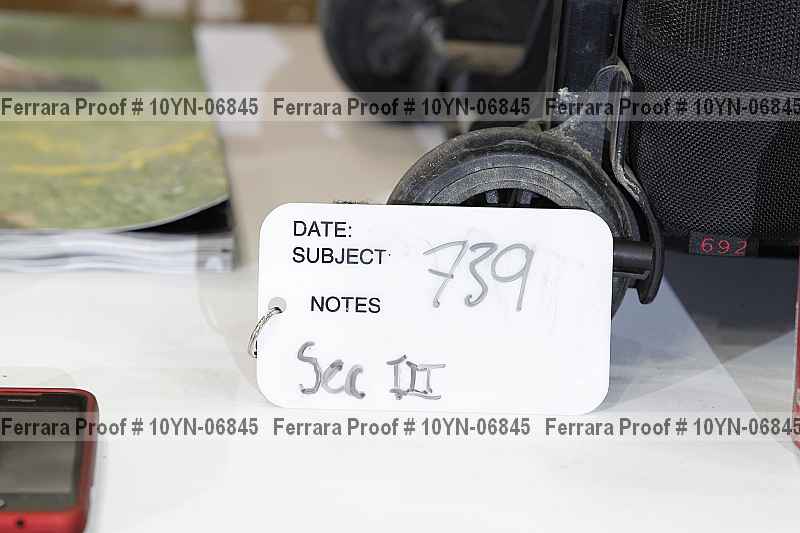 Ferrara Proof # 10YN-06845 Ferrara Proof # 10YN-06845 Ferrara Proof # 10YN-06845
DATE:
SUBJECT: 739
692
NOTES
Sec III
Ferrara Proof # 10YN-06845 Ferrara Proof # 10YN-06845 Ferrara Proof # 10YN-06845